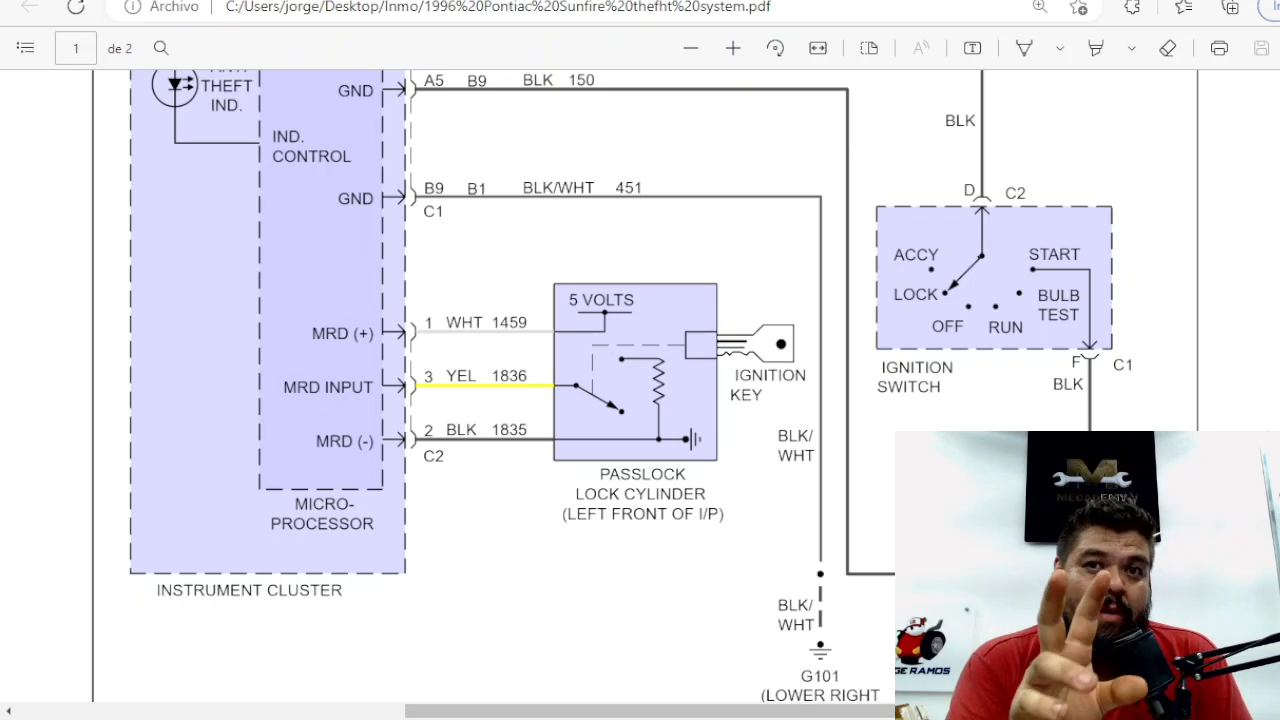 Archivo
C:/Users/jorge/Desktop/Inmo/1996%20Pontiac%20Sunfire%20thefht%20system.pdf
1 de 2
THEFT
IND.
IND.
CONTROL
GND
A5 B9 BLK 150
GND
B9 B1 BLK/WHT 451
C1
MRD (+)
1 WHT 1459
MRD INPUT
3 YEL 1836
MRD (-)
2 BLK 1835
C2
MICRO-
PROCESSOR
INSTRUMENT CLUSTER
5 VOLTS
IGNITION
KEY
PASSLOCK
LOCK CYLINDER
(LEFT FRONT OF I/P)
BLK/
WHT
BLK/
WHT
G101
(LOWER RIGHT
BLK
D C2
ACCY
START
LOCK
BULB
TEST
OFF
RUN
IGNITION
SWITCH
F C1
BLK
MECADEMY
GE RAMOS